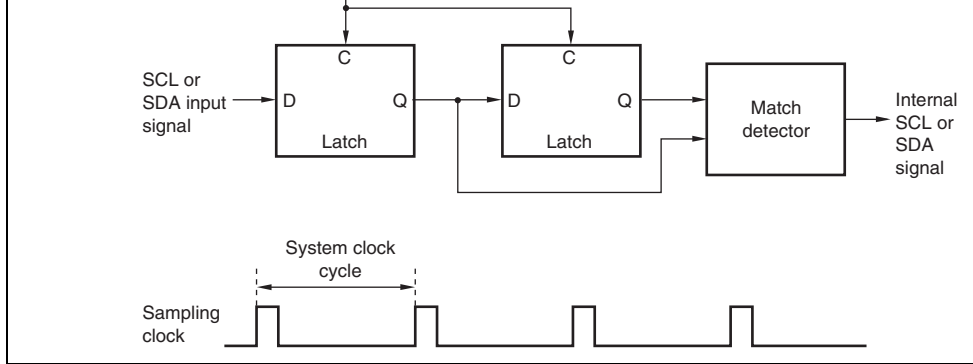 C
C
SCL or
SDA input
signal
D
Q
D
Q
Latch
Latch
Match
detector
Internal
SCL or
SDA
signal
System clock
cycle
Sampling
clock